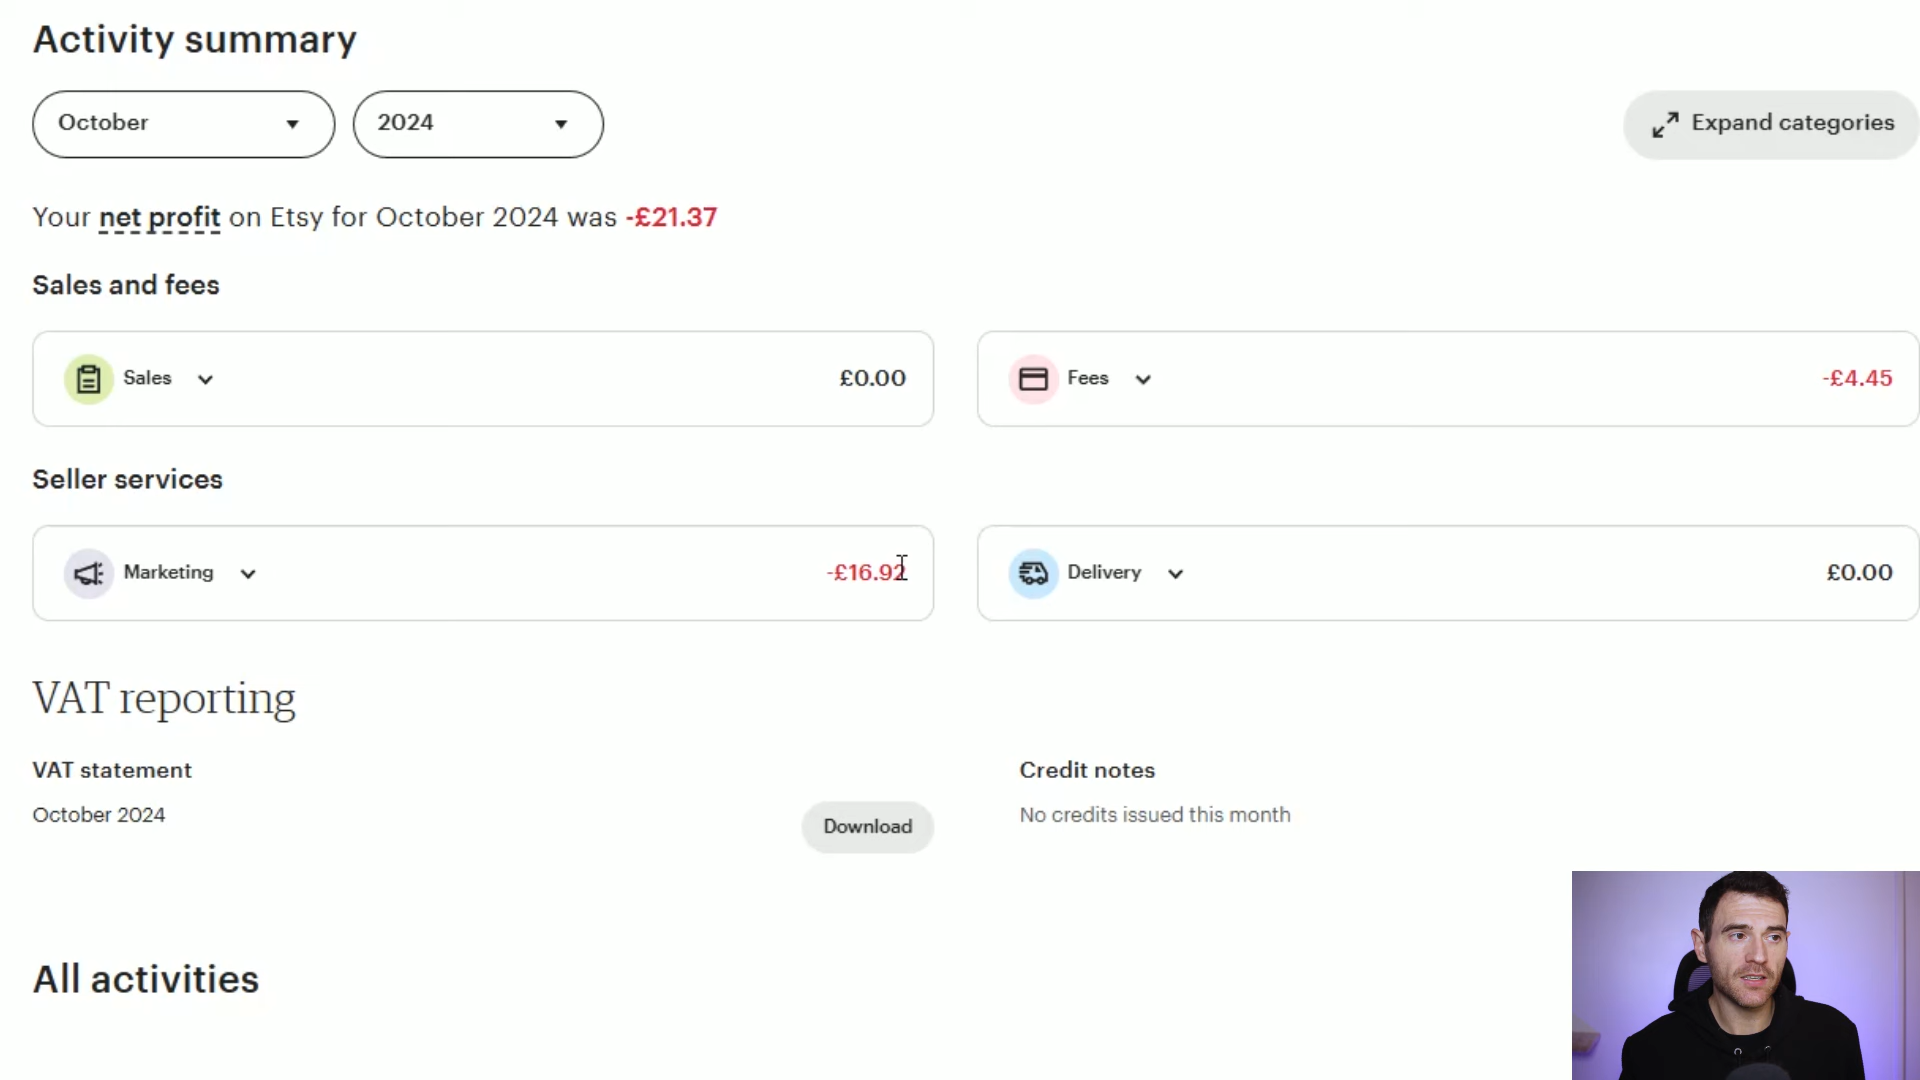 Activity summary
October
2024
Expand categories
Your net profit on Etsy for October 2024 was -£21.37
Sales and fees
Sales
£0.00
Fees
-£4.45
Seller services
Marketing
-£16.92
Delivery
£0.00
VAT reporting
VAT statement
Credit notes
October 2024
Download
No credits issued this month
All activities